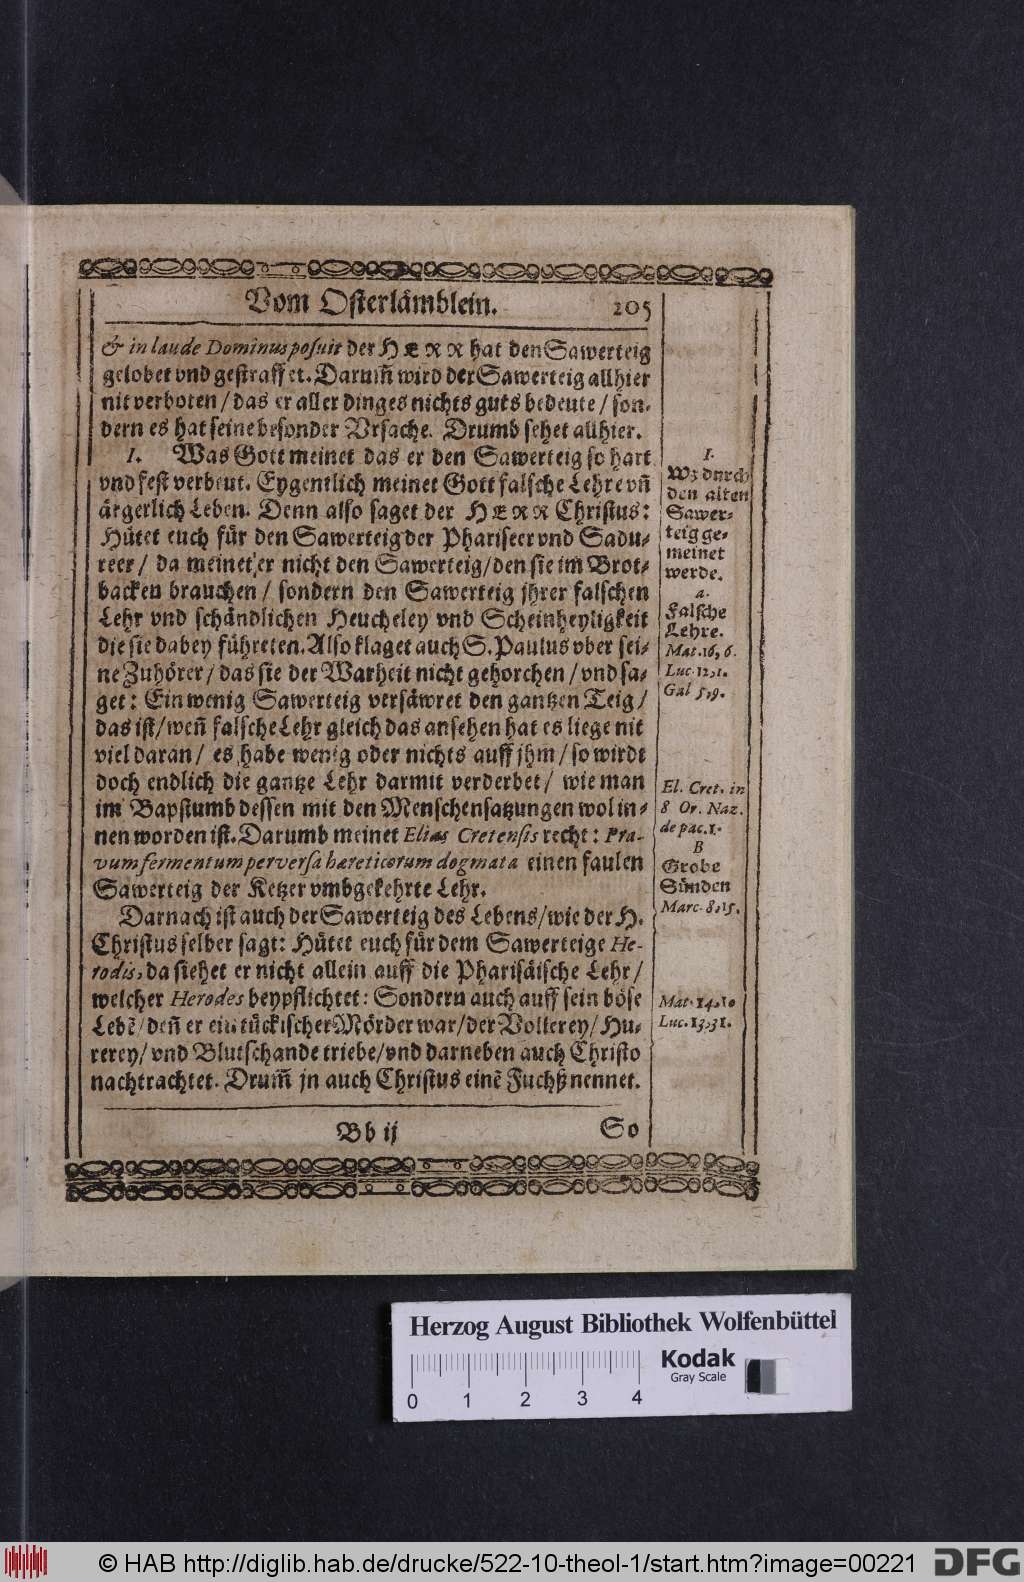 Vom Osterlämblein. 205
& in laude Dominus posuit der HERR hat den Sawerteig
gelobet vnd gestraffet. Darum̃ wird der Sawerteig allhier
nit verboten / das er aller dinges nichts guts bedeute / son-
dern es hat seine besonder Vrsache. Drumb sehet allhier.
I. Was Gott meinet das er den Sawerteig so hart
vnd fest verbeut. Eygentlich meinet Gott falsche Lehre vñ
ärgerlich Leben. Denn also saget der HERR Christus:
Hütet euch für den Sawerteig der Phariseer vnd Sadu-
reer / da meinet er nicht den Sawerteig / den sie im Brot-
backen brauchen / sondern den Sawerteig jhrer falschen
Lehr vnd schändlichen Heucheley vnd Scheinheyligkeit
die sie dabey führeten. Also klaget auch S. Paulus vber sei-
ne Zuhörer / das sie der Warheit nicht gehorchen / vnd sa-
get: Ein wenig Sawerteig versäwret den gantzen Teig /
das ist / weñ falsche Lehr gleich das ansehen hat es liege nit
viel daran / es habe wenig oder nichts auff jhm / so wirdt
doch endlich die gantze Lehr darmit verderbet / wie man
im Bapstumb dessen mit den Menschensatzungen wol in-
nen worden ist. Darumb meinet Elias Cretensis recht: Pra-
vum fermentum perversa hæreticorum dogmata einen faulen
Sawerteig der Ketzer vmbgekehrte Lehr.
Darnach ist auch der Sawerteig des Lebens / wie der H.
Christus selber sagt: Hütet euch für dem Sawerteige He-
rodis, da siehet er nicht allein auff die Pharisäische Lehr /
welcher Herodes beypflichtet: Sondern auch auff sein böse
Lebẽ / deñ er ein tückischer Mörder war / der Vollerey / Hu-
rerey / vnd Blutschande triebe / vnd darneben auch Christo
nachtrachtet. Drum̃ jn auch Christus einẽ Fuchß nennet.
Bb ij So
I.
Wz durch
den alten
Sawer-
teig ge-
meinet
werde.
a.
Falsche
Lehre.
Mat. 16, 6.
Luc. 12, 1.
Gal 5, 9.
El. Cret. in
8 Or. Naz.
de pac. 1.
B
Grobe
Sünden
Marc. 8, 15.
Mat. 14, 10
Luc. 13, 31.
Herzog August Bibliothek Wolfenbüttel
Kodak
Gray Scale
0 1 2 3 4
© HAB http://diglib.hab.de/drucke/522-10-theol-1/start.htm?image=00221
DFG